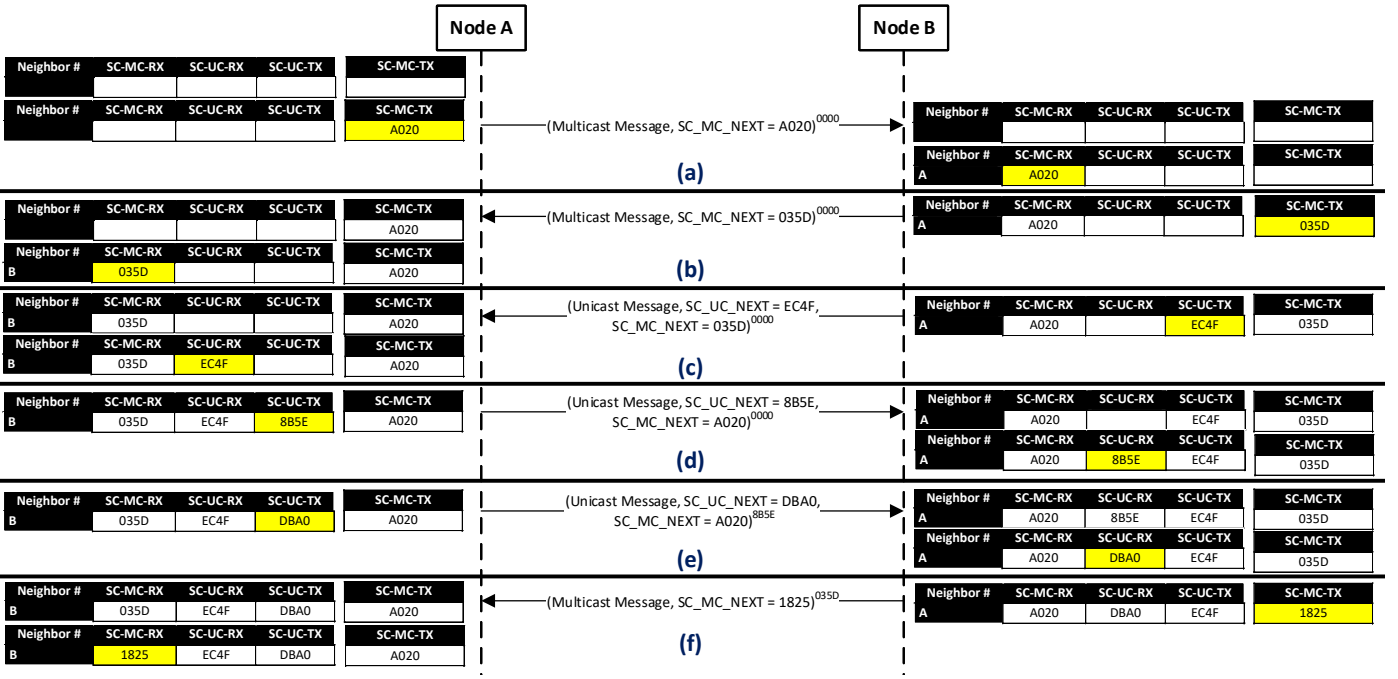 Node A
Node B
Neighbor # SC-MC-RX SC-UC-RX SC-UC-TX SC-MC-TX
Neighbor # SC-MC-RX SC-UC-RX SC-UC-TX SC-MC-TX
A020
(Multicast Message, SC_MC_NEXT = A020)0000
Neighbor # SC-MC-RX SC-UC-RX SC-UC-TX SC-MC-TX
Neighbor # SC-MC-RX SC-UC-RX SC-UC-TX SC-MC-TX
A A020
(a)
Neighbor # SC-MC-RX SC-UC-RX SC-UC-TX SC-MC-TX
A020
Neighbor # SC-MC-RX SC-UC-RX SC-UC-TX SC-MC-TX
B 035D A020
(Multicast Message, SC_MC_NEXT = 035D)0000
Neighbor # SC-MC-RX SC-UC-RX SC-UC-TX SC-MC-TX
A A020 035D
(b)
Neighbor # SC-MC-RX SC-UC-RX SC-UC-TX SC-MC-TX
B 035D A020
Neighbor # SC-MC-RX SC-UC-RX SC-UC-TX SC-MC-TX
B 035D EC4F A020
(Unicast Message, SC_UC_NEXT = EC4F,
SC_MC_NEXT = 035D)0000
Neighbor # SC-MC-RX SC-UC-RX SC-UC-TX SC-MC-TX
A A020 EC4F 035D
(c)
Neighbor # SC-MC-RX SC-UC-RX SC-UC-TX SC-MC-TX
B 035D EC4F 8B5E A020
(Unicast Message, SC_UC_NEXT = 8B5E,
SC_MC_NEXT = A020)0000
Neighbor # SC-MC-RX SC-UC-RX SC-UC-TX SC-MC-TX
A A020 EC4F 035D
Neighbor # SC-MC-RX SC-UC-RX SC-UC-TX SC-MC-TX
A A020 8B5E EC4F 035D
(d)
Neighbor # SC-MC-RX SC-UC-RX SC-UC-TX SC-MC-TX
B 035D EC4F DBA0 A020
(Unicast Message, SC_UC_NEXT = DBA0,
SC_MC_NEXT = A020)8B5E
Neighbor # SC-MC-RX SC-UC-RX SC-UC-TX SC-MC-TX
A A020 8B5E EC4F 035D
Neighbor # SC-MC-RX SC-UC-RX SC-UC-TX SC-MC-TX
A A020 DBA0 EC4F 035D
(e)
Neighbor # SC-MC-RX SC-UC-RX SC-UC-TX SC-MC-TX
B 035D EC4F DBA0 A020
Neighbor # SC-MC-RX SC-UC-RX SC-UC-TX SC-MC-TX
B 1825 EC4F DBA0 A020
(Multicast Message, SC_MC_NEXT = 1825)035D
Neighbor # SC-MC-RX SC-UC-RX SC-UC-TX SC-MC-TX
A A020 DBA0 EC4F 1825
(f)